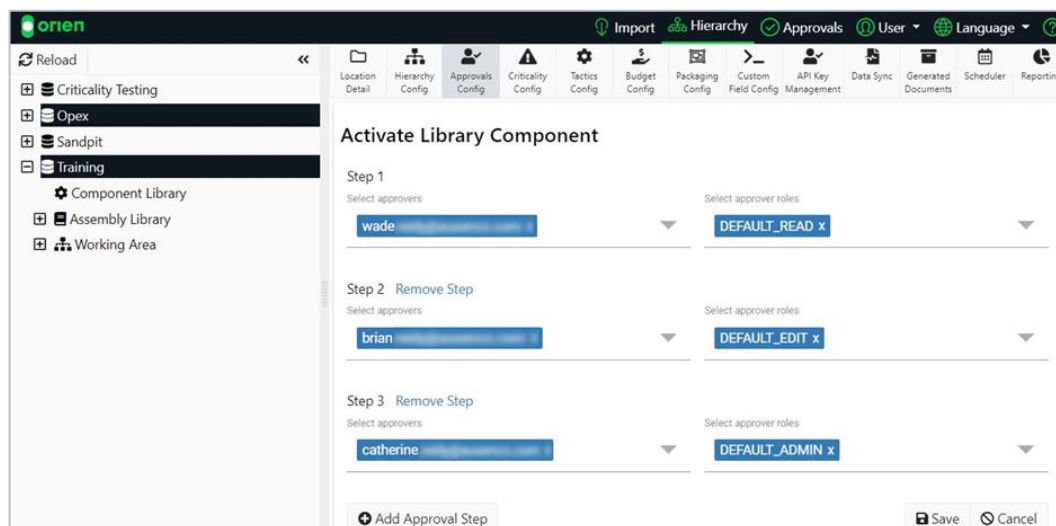 orien
Import Hierarchy Approvals User Language
Reload «
Criticality Testing
Opex
Sandpit
Training
Component Library
Assembly Library
Working Area
Location Detail Hierarchy Config Approvals Config Criticality Config Tactics Config Budget Config Packaging Config Custom Field Config API Key Management Data Sync Generated Documents Scheduler Reportin
Activate Library Component
Step 1
Select approvers Select approver roles
wade DEFAULT_READ x
Step 2 Remove Step
Select approvers Select approver roles
brian DEFAULT_EDIT x
Step 3 Remove Step
Select approvers Select approver roles
catherine DEFAULT_ADMIN x
Add Approval Step Save Cancel